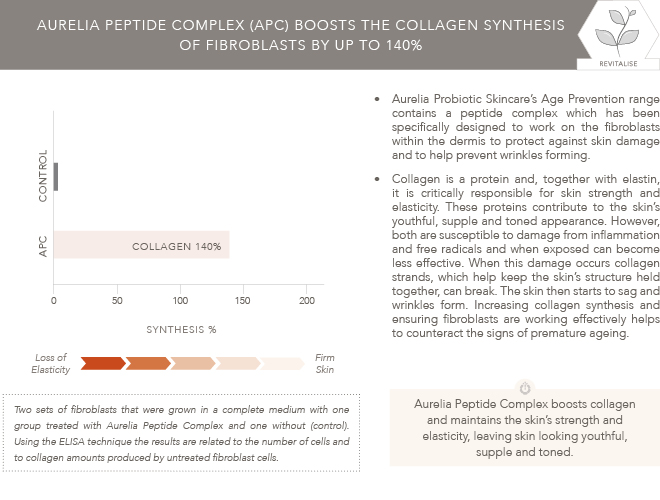 AURELIA PEPTIDE COMPLEX (APC) BOOSTS THE COLLAGEN SYNTHESIS
OF FIBROBLASTS BY UP TO 140%
REVITALISE
CONTROL
APC
COLLAGEN 140%
0 50 100 150 200
SYNTHESIS %
Loss of
Elasticity
Firm
Skin
Two sets of fibroblasts that were grown in a complete medium with one
group treated with Aurelia Peptide Complex and one without (control).
Using the ELISA technique the results are related to the number of cells and
to collagen amounts produced by untreated fibroblast cells.
• Aurelia Probiotic Skincare's Age Prevention range
contains a peptide complex which has been
specifically designed to work on the fibroblasts
within the dermis to protect against skin damage
and to help prevent wrinkles forming.
• Collagen is a protein and, together with elastin,
it is critically responsible for skin strength and
elasticity. These proteins contribute to the skin's
youthful, supple and toned appearance. However,
both are susceptible to damage from inflammation
and free radicals and when exposed can become
less effective. When this damage occurs collagen
strands, which help keep the skin's structure held
together, can break. The skin then starts to sag and
wrinkles form. Increasing collagen synthesis and
ensuring fibroblasts are working effectively helps
to counteract the signs of premature ageing.
Aurelia Peptide Complex boosts collagen
and maintains the skin's strength and
elasticity, leaving skin looking youthful,
supple and toned.